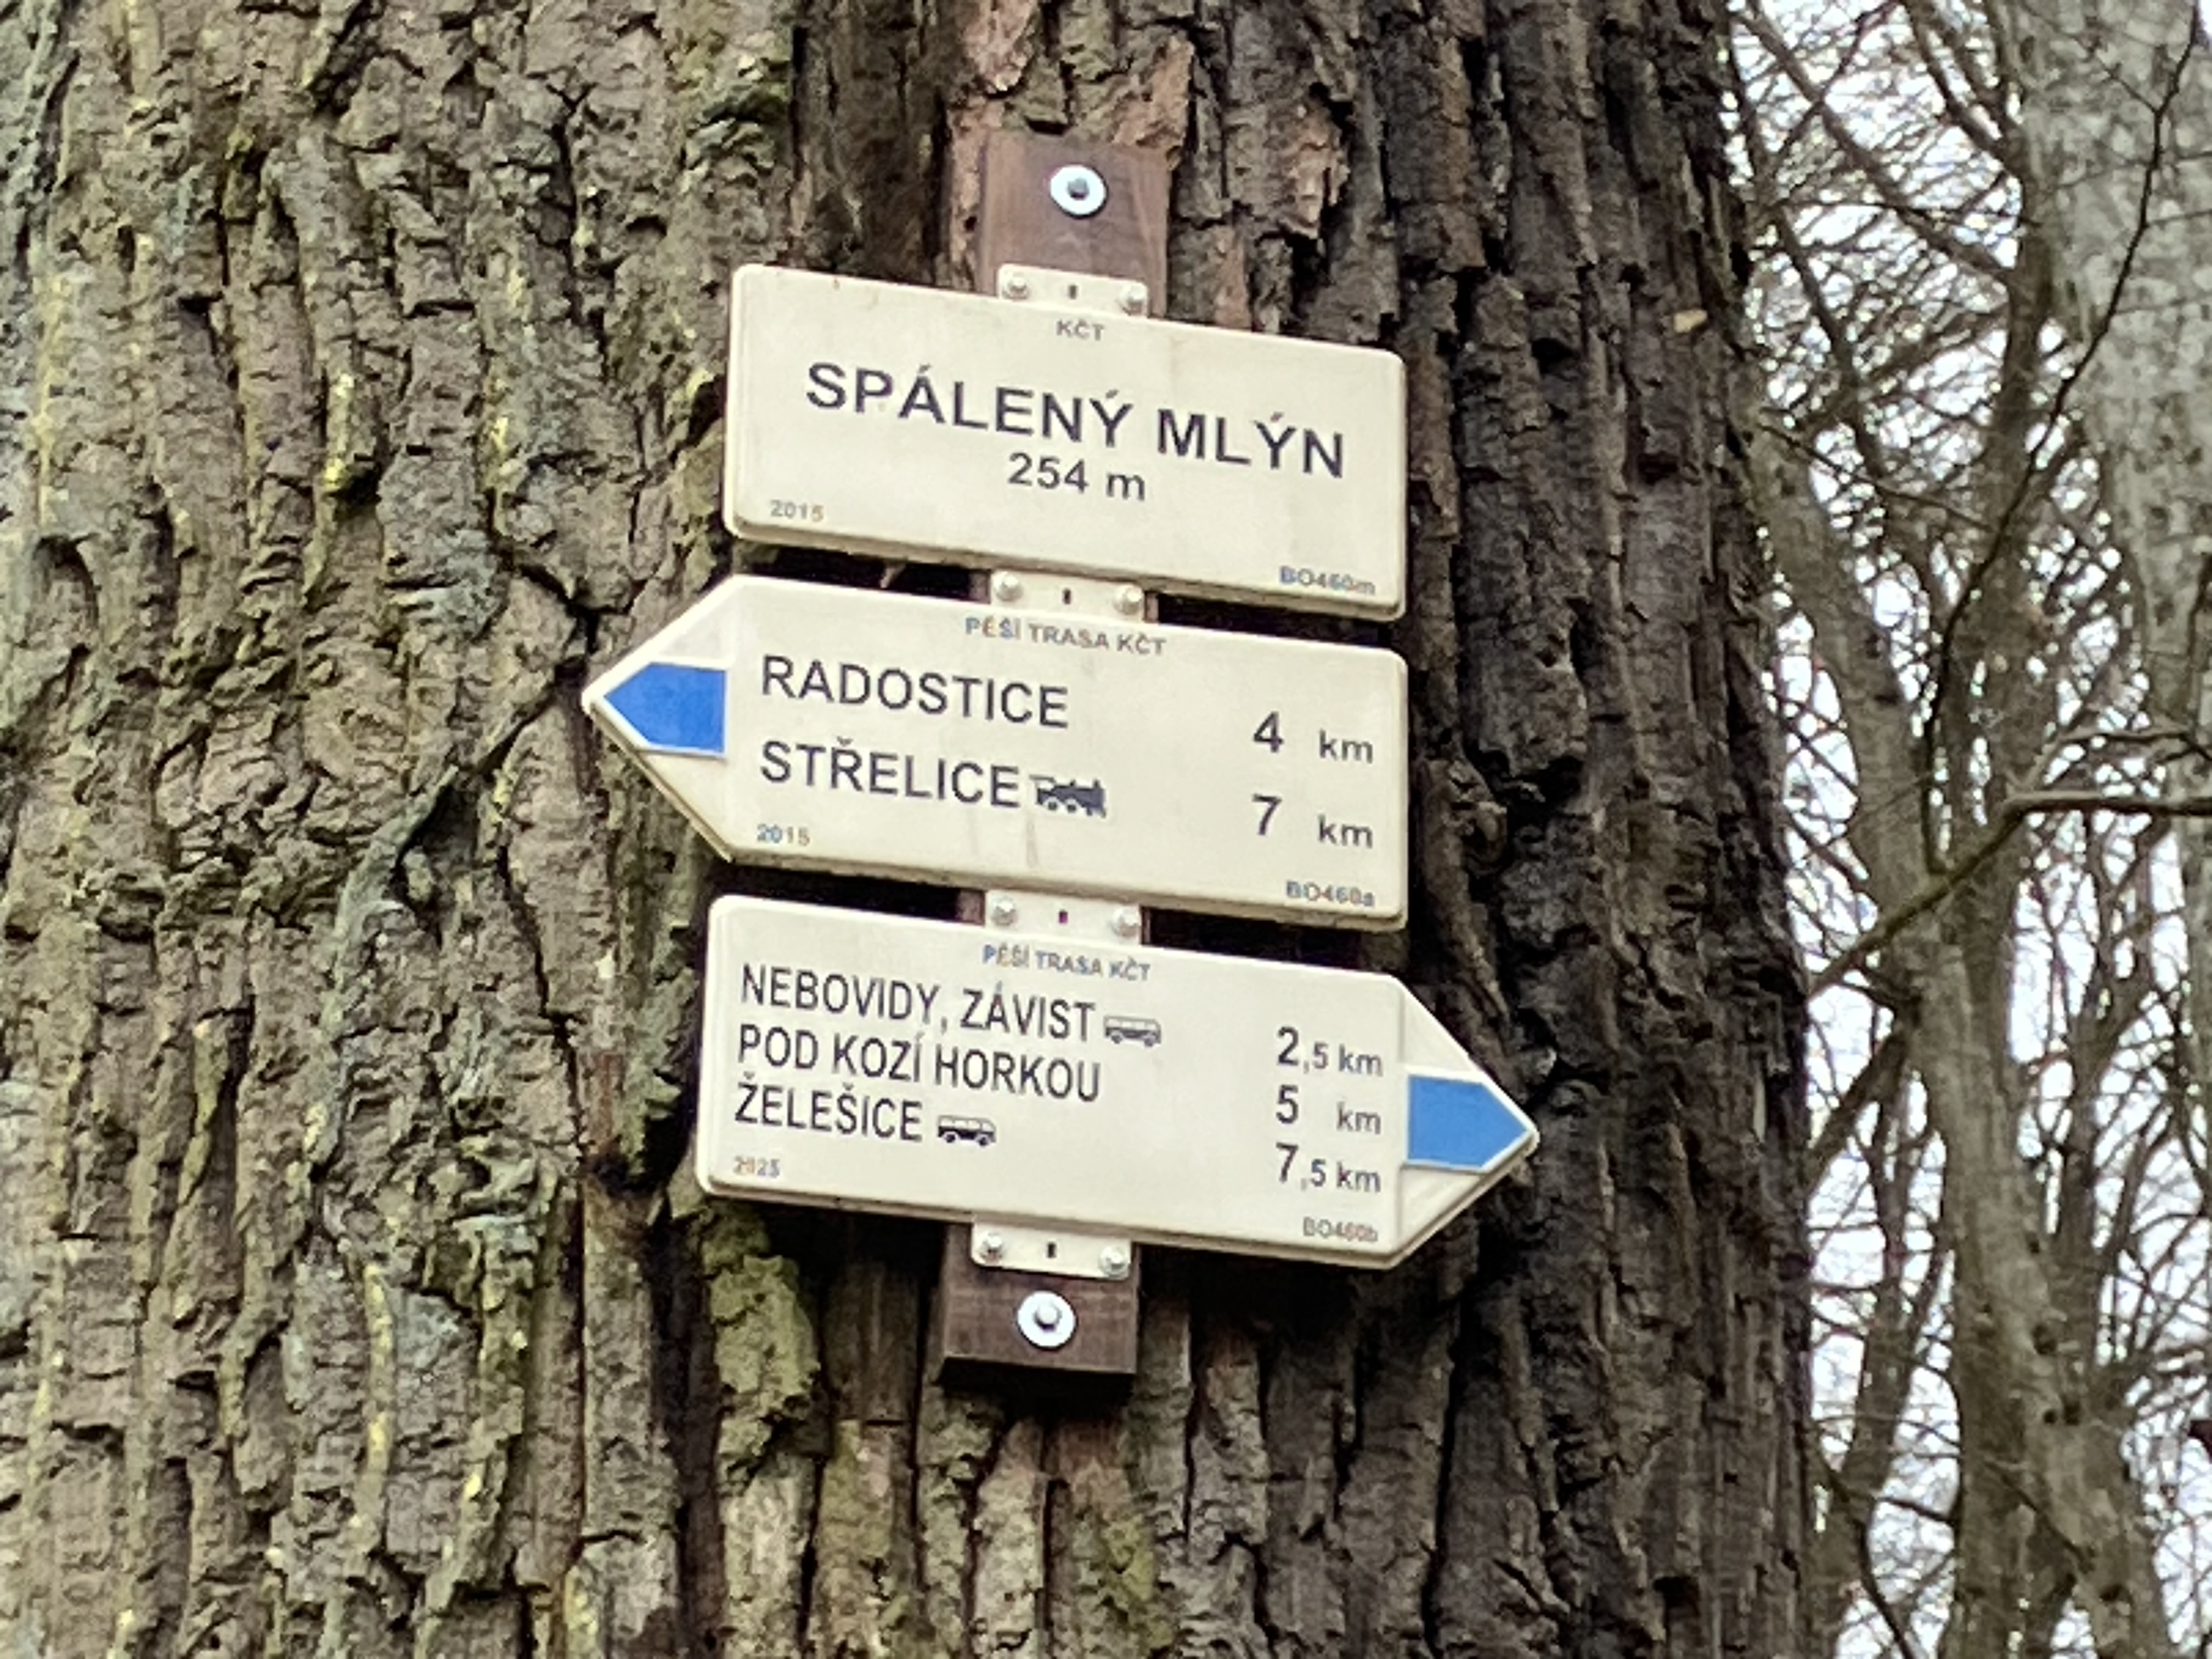 KČT
SPÁLENÝ MLÝN
254 m
2015
BO460m
PĚŠÍ TRASA KČT
RADOSTICE 4 km
STŘELICE 7 km
2015
BO460a
PĚŠÍ TRASA KČT
NEBOVIDY, ZÁVIST 2,5 km
POD KOZÍ HORKOU 5 km
ŽELEŠICE 7,5 km
2025
BO460b